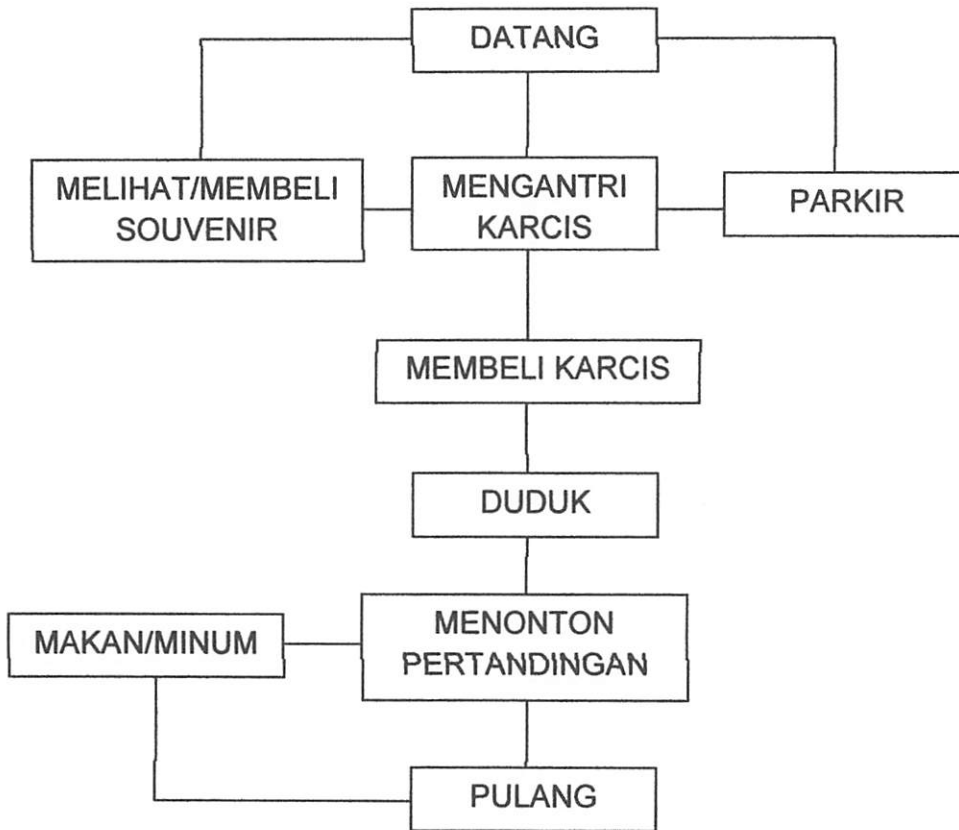 DATANG
MELIHAT/MEMBELI
SOUVENIR
MENGANTRI
KARCIS
PARKIR
MEMBELI KARCIS
DUDUK
MAKAN/MINUM
MENONTON
PERTANDINGAN
PULANG